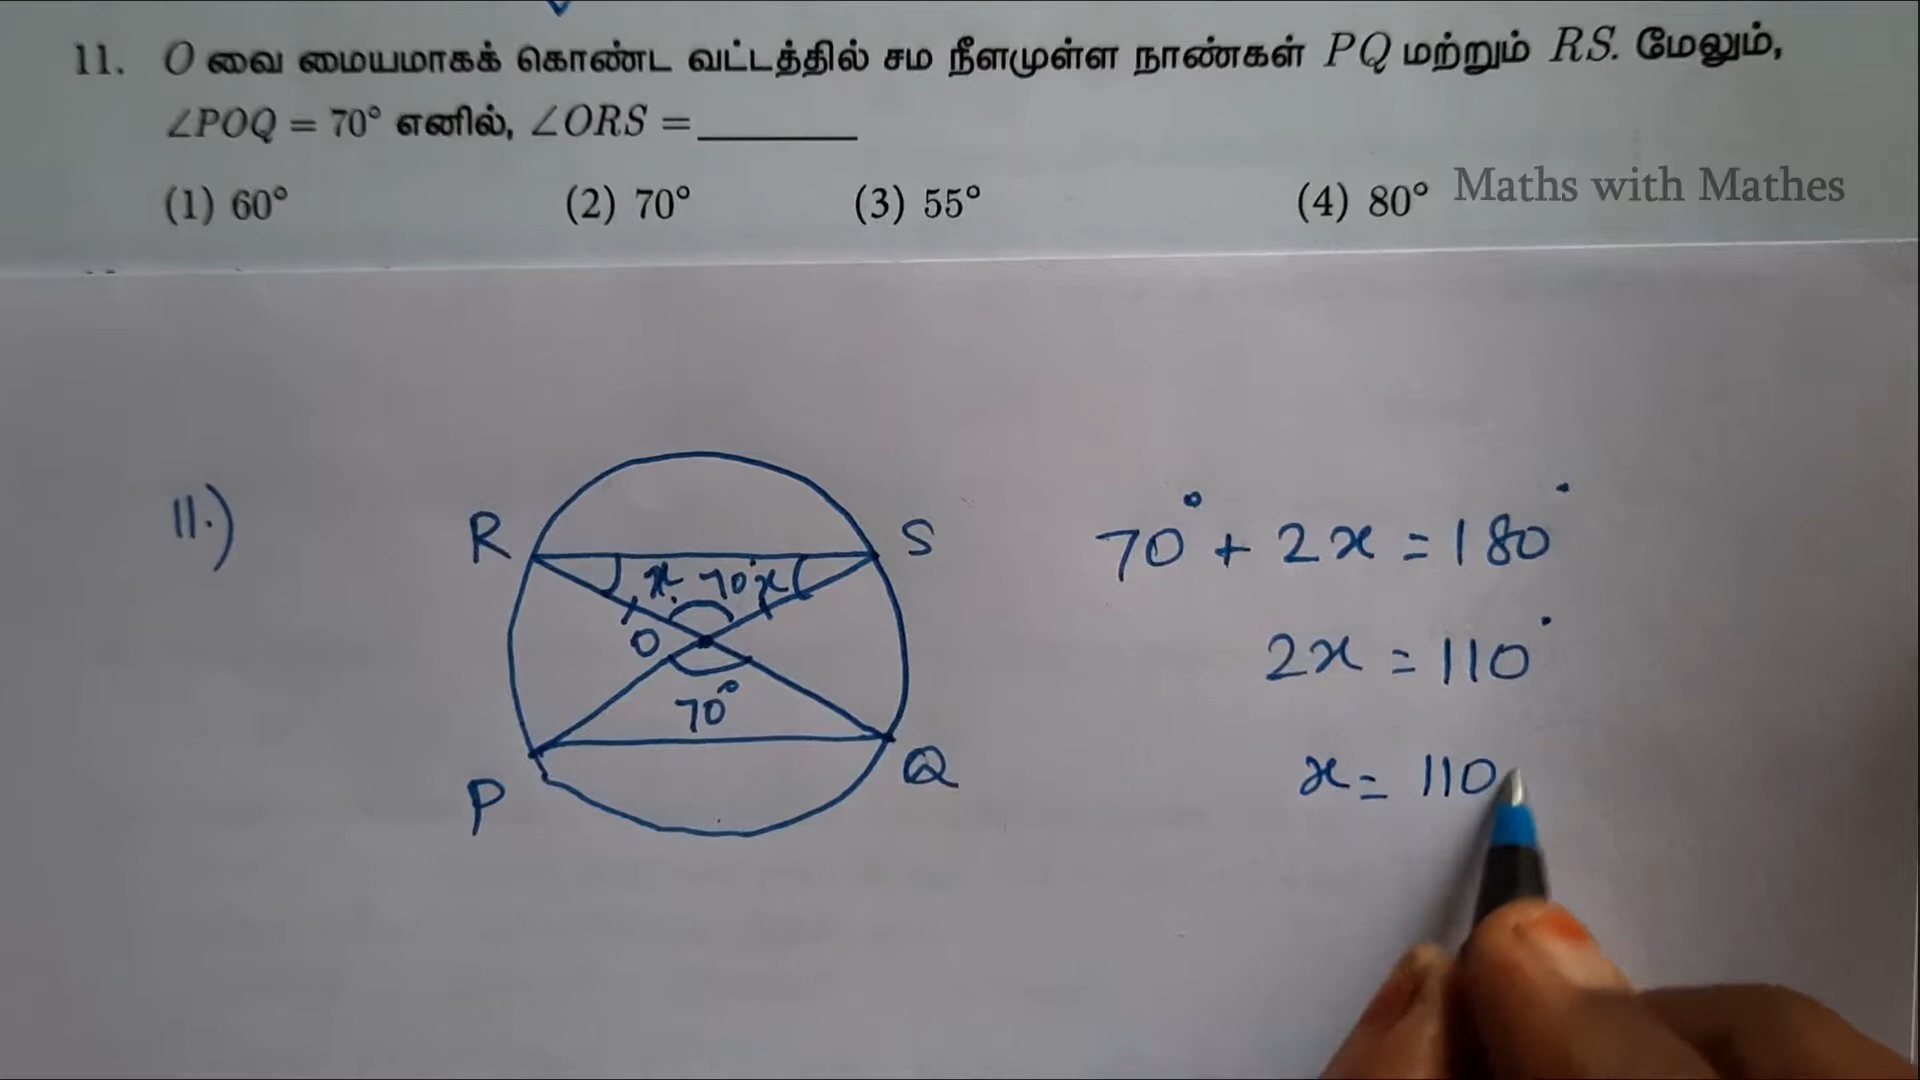 11. O வை மையமாகக் கொண்ட வட்டத்தில் சம நீளமுள்ள நாண்கள் PQ மற்றும் RS. மேலும்,
∠POQ = 70° எனில், ∠ORS = ________
(1) 60° (2) 70° (3) 55° (4) 80°
Maths with Mathes
11.)
R S
x 70° x
O
70°
P Q
70° + 2x = 180°
2x = 110°
x = 110